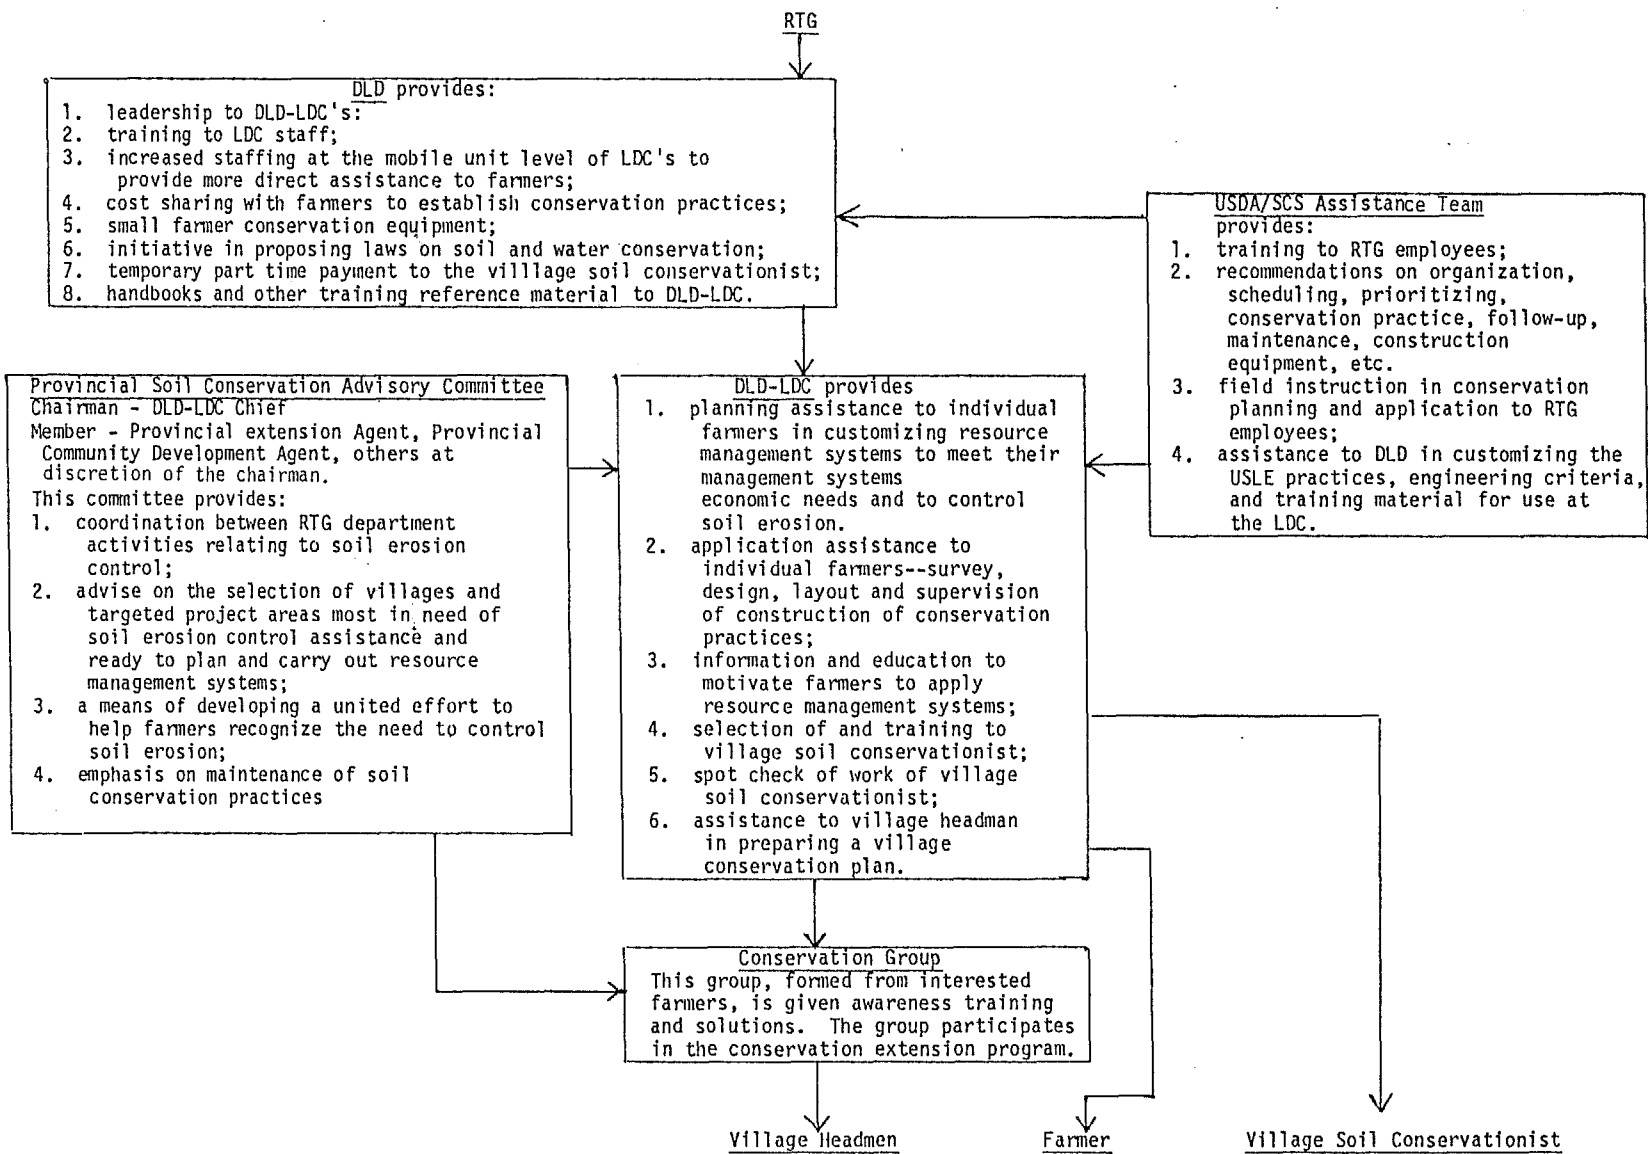 RTG
DLD provides:
1. leadership to DLD-LDC's:
2. training to LDC staff;
3. increased staffing at the mobile unit level of LDC's to
provide more direct assistance to farmers;
4. cost sharing with farmers to establish conservation practices;
5. small farmer conservation equipment;
6. initiative in proposing laws on soil and water conservation;
7. temporary part time payment to the villlage soil conservationist;
8. handbooks and other training reference material to DLD-LDC.
USDA/SCS Assistance Team
provides:
1. training to RTG employees;
2. recommendations on organization,
scheduling, prioritizing,
conservation practice, follow-up,
maintenance, construction
equipment, etc.
3. field instruction in conservation
planning and application to RTG
employees;
4. assistance to DLD in customizing the
USLE practices, engineering criteria,
and training material for use at
the LDC.
Provincial Soil Conservation Advisory Committee
Chairman - DLD-LDC Chief
Member - Provincial extension Agent, Provincial
Community Development Agent, others at
discretion of the chairman.
This committee provides:
1. coordination between RTG department
activities relating to soil erosion
control;
2. advise on the selection of villages and
targeted project areas most in need of
soil erosion control assistance and
ready to plan and carry out resource
management systems;
3. a means of developing a united effort to
help farmers recognize the need to control
soil erosion;
4. emphasis on maintenance of soil
conservation practices
DLD-LDC provides
1. planning assistance to individual
farmers in customizing resource
management systems to meet their
management systems
economic needs and to control
soil erosion.
2. application assistance to
individual farmers--survey,
design, layout and supervision
of construction of conservation
practices;
3. information and education to
motivate farmers to apply
resource management systems;
4. selection of and training to
village soil conservationist;
5. spot check of work of village
soil conservationist;
6. assistance to village headman
in preparing a village
conservation plan.
Conservation Group
This group, formed from interested
farmers, is given awareness training
and solutions. The group participates
in the conservation extension program.
Village Headmen
Farmer
Village Soil Conservationist